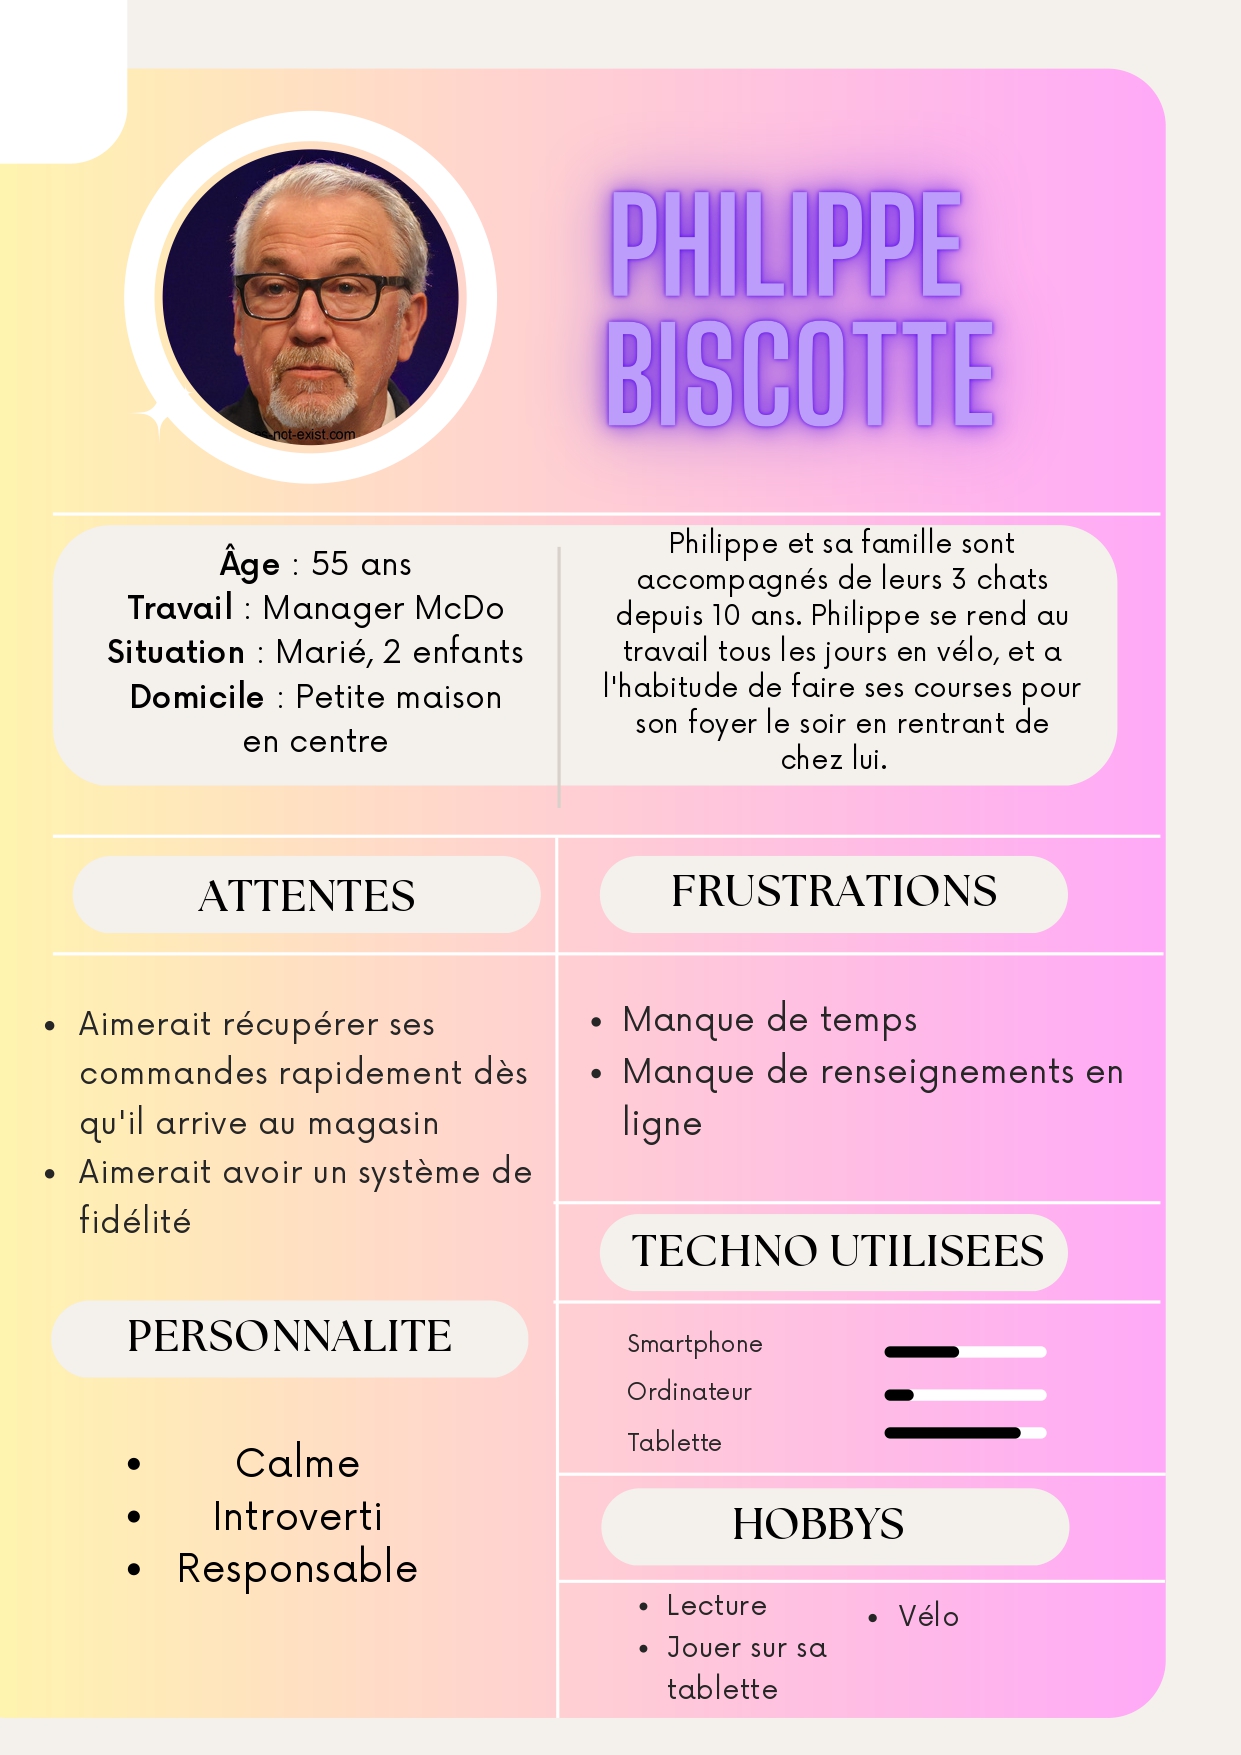 PHILIPPE
BISCOTTE
-not-exist.com
Âge : 55 ans
Travail : Manager McDo
Situation : Marié, 2 enfants
Domicile : Petite maison
en centre
Philippe et sa famille sont
accompagnés de leurs 3 chats
depuis 10 ans. Philippe se rend au
travail tous les jours en vélo, et a
l'habitude de faire ses courses pour
son foyer le soir en rentrant de
chez lui.
ATTENTES
• Aimerait récupérer ses
commandes rapidement dès
qu'il arrive au magasin
• Aimerait avoir un système de
fidélité
PERSONNALITE
• Calme
• Introverti
• Responsable
FRUSTRATIONS
• Manque de temps
• Manque de renseignements en
ligne
TECHNO UTILISEES
Smartphone
Ordinateur
Tablette
HOBBYS
• Lecture
• Jouer sur sa
tablette
• Vélo